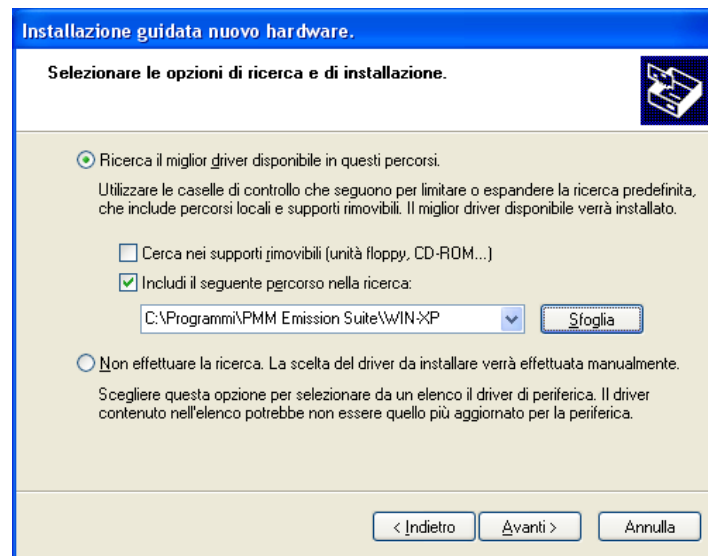 Installazione guidata nuovo hardware.
Selezionare le opzioni di ricerca e di installazione.
Ricerca il miglior driver disponibile in questi percorsi.
Utilizzare le caselle di controllo che seguono per limitare o espandere la ricerca predefinita,
che include percorsi locali e supporti rimovibili. Il miglior driver disponibile verrà installato.
Cerca nei supporti rimovibili (unità floppy, CD-ROM...)
Includi il seguente percorso nella ricerca:
C:\Programmi\PMM Emission Suite\WIN-XP
Sfoglia
Non effettuare la ricerca. La scelta del driver da installare verrà effettuata manualmente.
Scegliere questa opzione per selezionare da un elenco il driver di periferica. Il driver
contenuto nell'elenco potrebbe non essere quello più aggiornato per la periferica.
< Indietro
Avanti >
Annulla